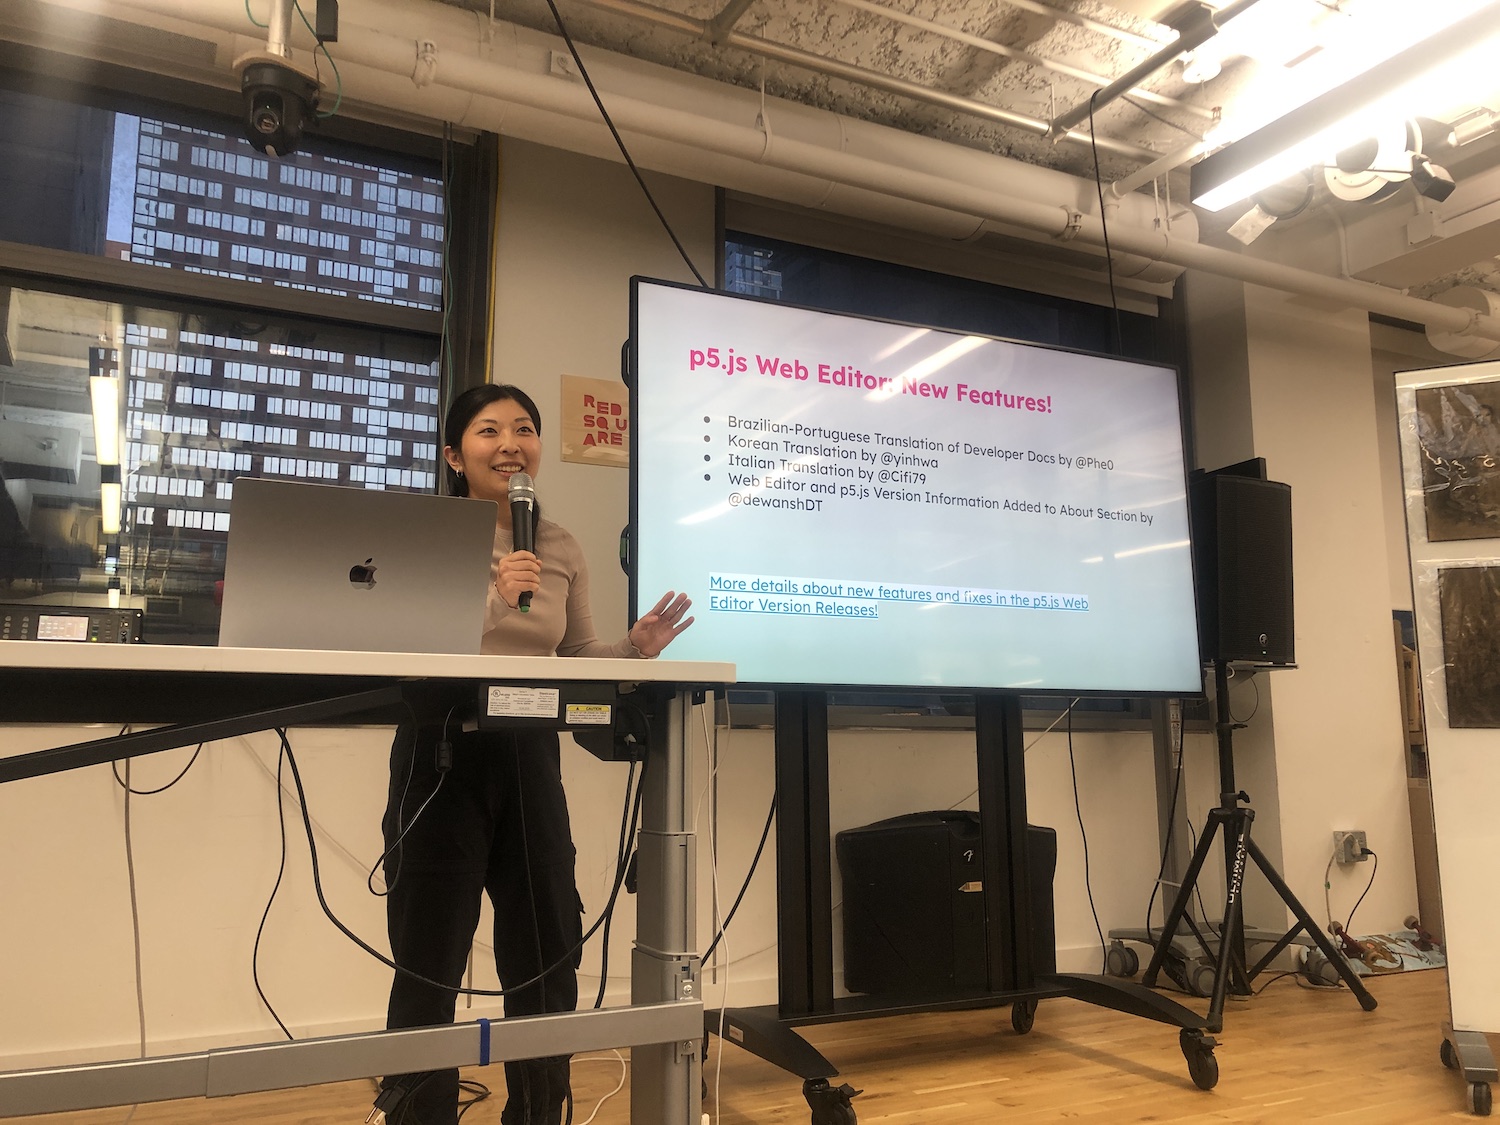 RED
SQU
ARE
p5.js Web Editor: New Features!
Brazilian-Portuguese Translation of Developer Docs by @Phe0
Korean Translation by @yinhwa
Italian Translation by @Cifi79
Web Editor and p5.js Version Information Added to About Section by
@dewanshDT
More details about new features and fixes in the p5.js Web
Editor Version Releases!
CAUTION
ULTIMATE